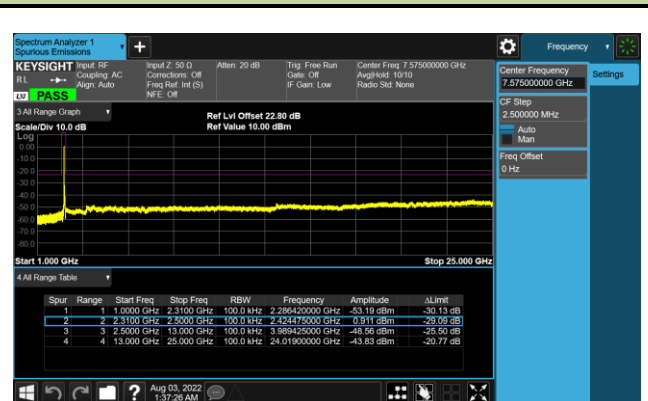 Spectrum Analyzer 1
Spurious Emissions
+
Frequency
KEYSIGHT
RL
LXI
PASS
Input: RF
Coupling: AC
Align: Auto
Input Z: 50 Ω
Corrections: Off
Freq Ref: Int (S)
NFE: Off
Atten: 20 dB
Trig: Free Run
Gate: Off
IF Gain: Low
Center Freq: 7.575000000 GHz
Avg|Hold: 10/10
Radio Std: None
Center Frequency
7.575000000 GHz
Settings
CF Step
2.500000 MHz
Auto
Man
Freq Offset
0 Hz
3 All Range Graph
Scale/Div 10.0 dB
Ref Lvl Offset 22.80 dB
Ref Value 10.00 dBm
Log
0.00
-10.0
-20.0
-30.0
-40.0
-50.0
-60.0
-70.0
-80.0
Start 1.000 GHz
Stop 25.000 GHz
4 All Range Table
Spur Range Start Freq Stop Freq RBW Frequency Amplitude ΔLimit
1 1 1.0000 GHz 2.3100 GHz 100.0 kHz 2.286420000 GHz -53.19 dBm -30.13 dB
2 2 2.3100 GHz 2.5000 GHz 100.0 kHz 2.424475000 GHz 0.911 dBm -29.09 dB
3 3 2.5000 GHz 13.000 GHz 100.0 kHz 3.989425000 GHz -48.56 dBm -25.50 dB
4 4 13.000 GHz 25.000 GHz 100.0 kHz 24.01900000 GHz -43.83 dBm -20.77 dB
?
Aug 03, 2022
1:37:26 AM